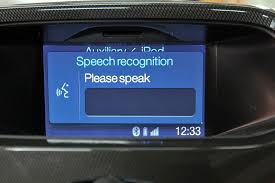 Auxiliary / iPod
Speech recognition
Please speak
12:33